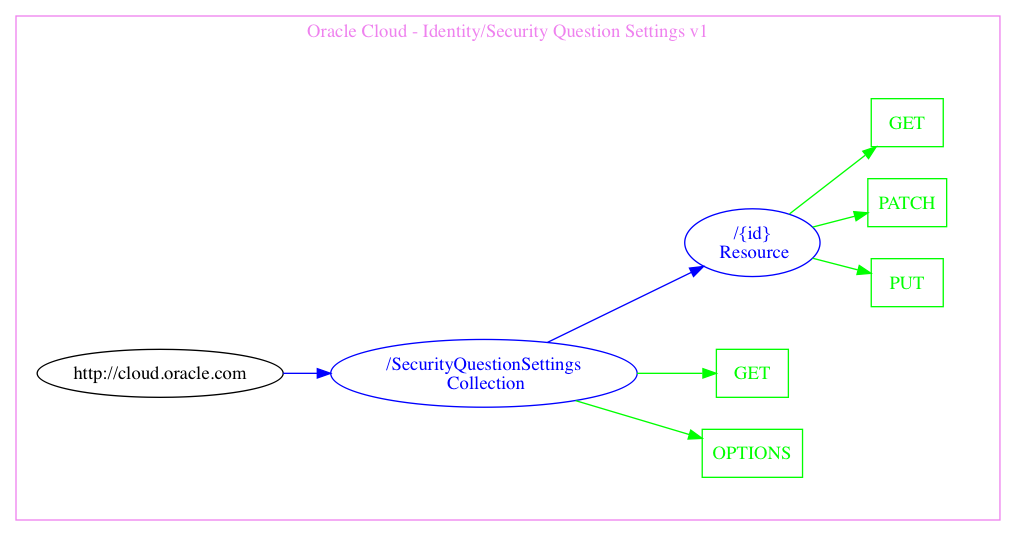 Oracle Cloud - Identity/Security Question Settings v1
GET
PATCH
/{id}
Resource
PUT
http://cloud.oracle.com
/SecurityQuestionSettings
Collection
GET
OPTIONS